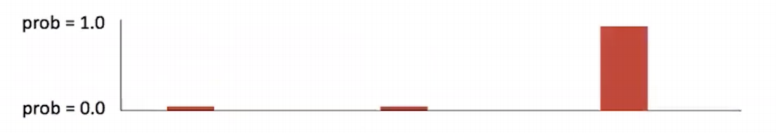 prob = 1.0
prob = 0.0